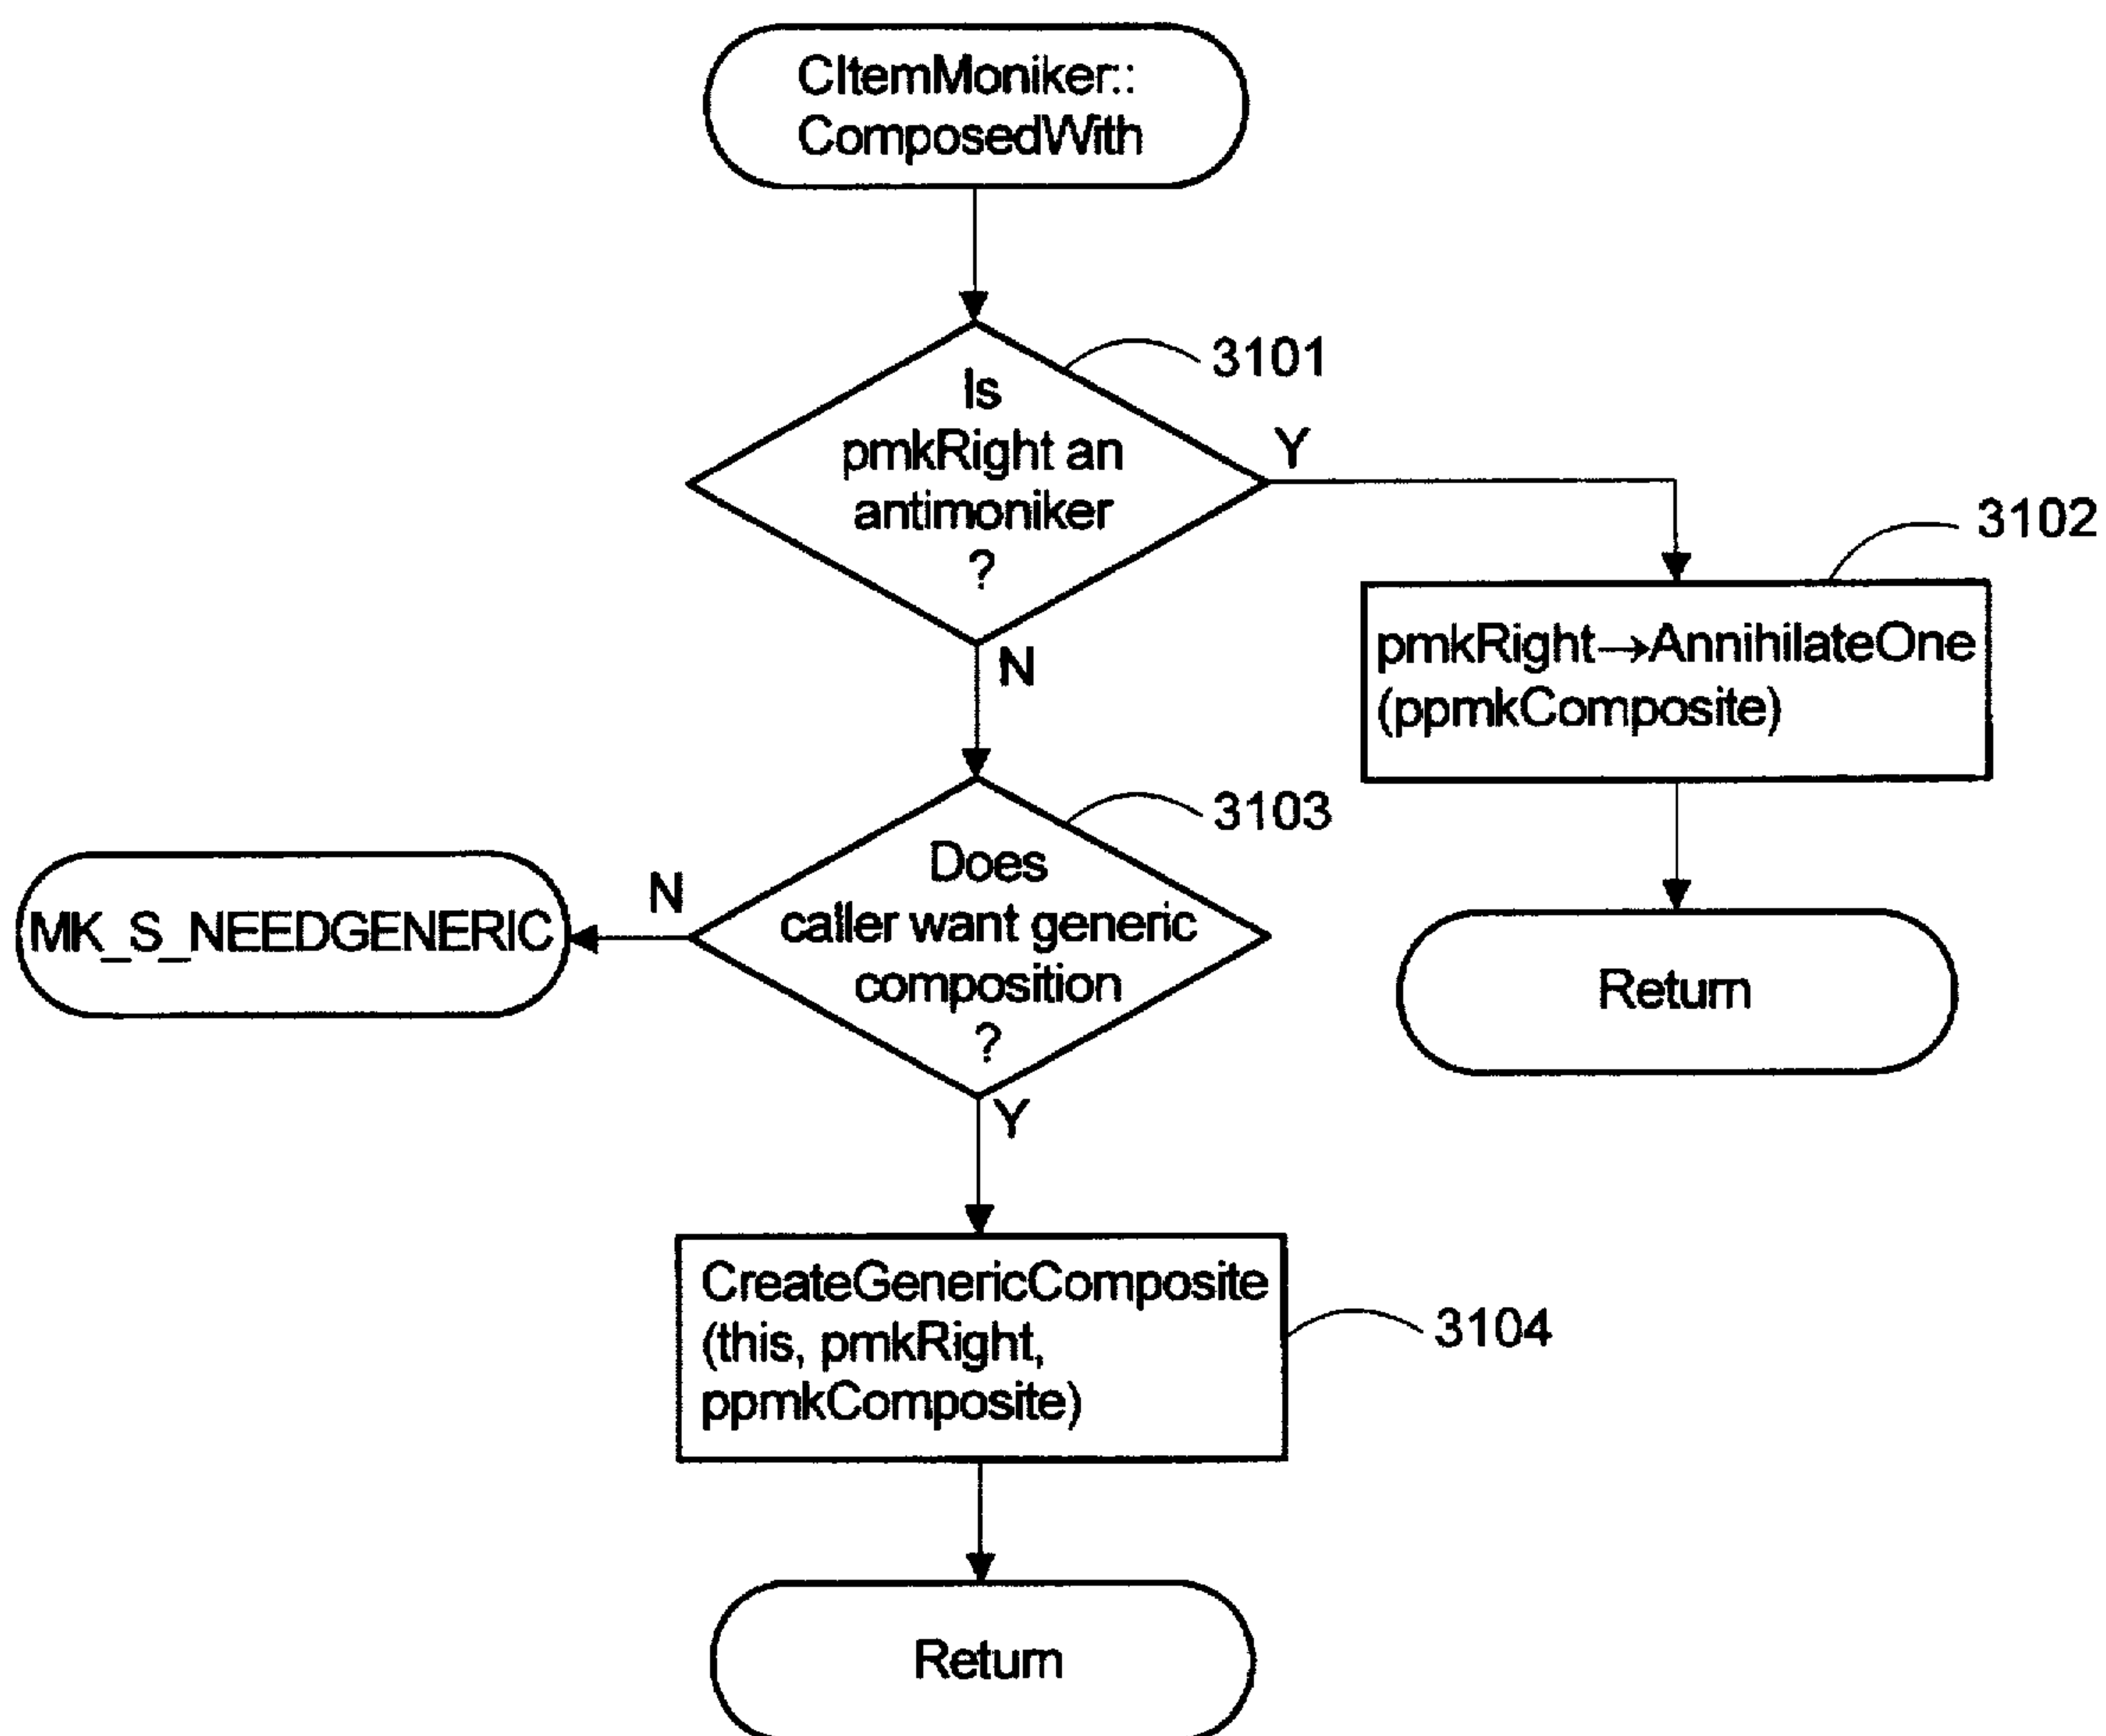 CItemMoniker::
ComposedWith
3101
Is
pmkRight an
antimoniker
?
Y
3102
pmkRight→AnnihilateOne
(ppmkComposite)
N
3103
Does
caller want generic
composition
?
N
MK_S_NEEDGENERIC
Return
Y
CreateGenericComposite
(this, pmkRight,
ppmkComposite)
3104
Return